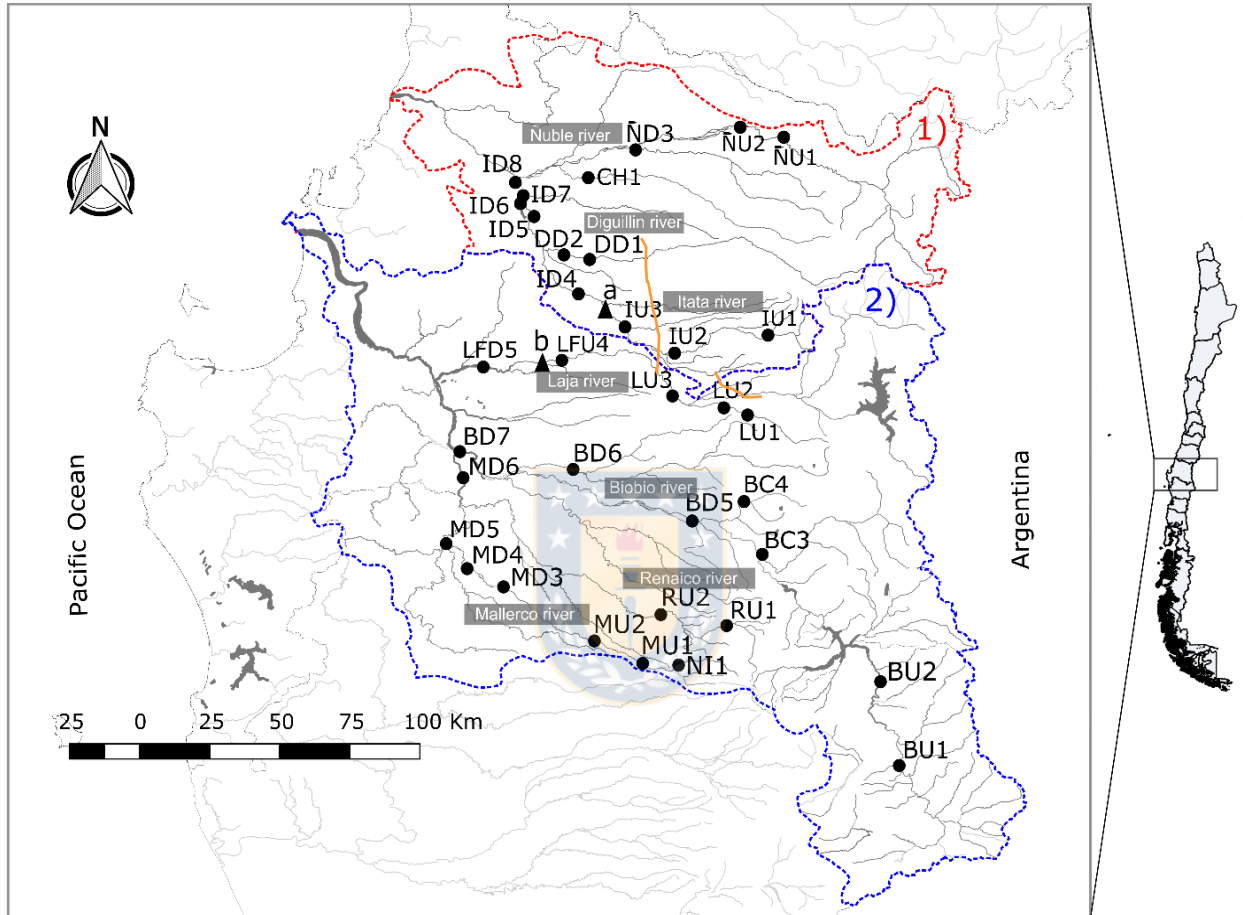 1)
Ñuble river
ÑD3
ÑU2
ÑU1
N
ID8
CH1
ID7
ID6
ID5
Diguillin river
DD2
DD1
2)
ID4
a
Itata river
IU3
IU1
IU2
b
LFU4
LFD5
Laja river
LU3
LU2
LU1
BD7
BD6
MD6
Biobio river
BC4
BD5
Pacific Ocean
Argentina
MD5
BC3
MD4
MD3
Renaico river
RU2
Mallerco river
RU1
MU2
MU1
NI1
BU2
25 0 25 50 75 100 Km
BU1